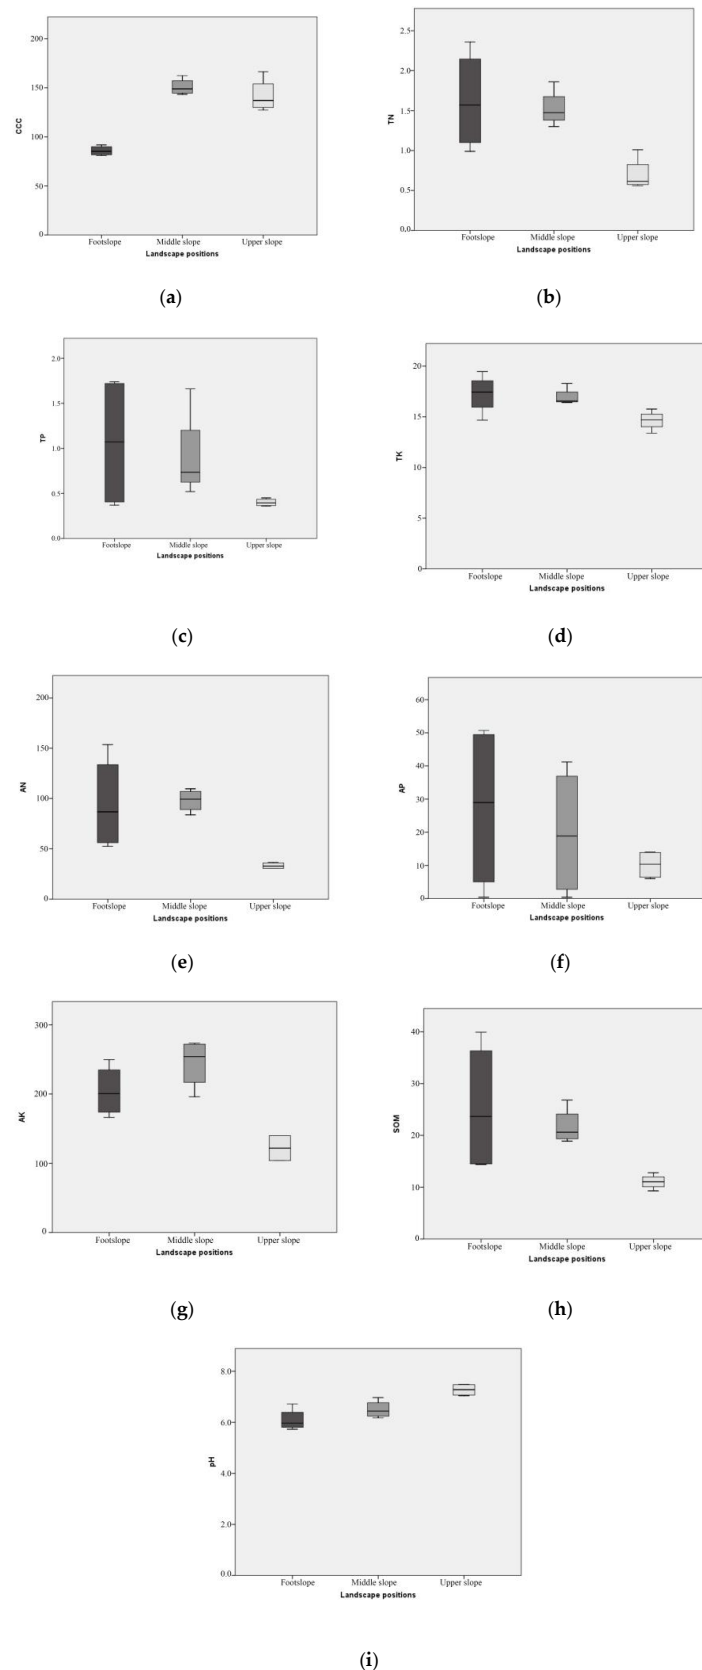 200
150
100
50
0
CCC
Footslope Middle slope Upper slope
Landscape positions
(a)
2.5
2.0
1.5
1.0
0.5
0.0
TN
Footslope Middle slope Upper slope
Landscape positions
(b)
2.0
1.5
1.0
0.5
0.0
TP
Footslope Middle slope Upper slope
Landscape positions
(c)
20
15
10
5
0
TK
Footslope Middle slope Upper slope
Landscape positions
(d)
200
150
100
50
0
AN
Footslope Middle slope Upper slope
Landscape positions
(e)
60
50
40
30
20
10
0
AP
Footslope Middle slope Upper slope
Landscape positions
(f)
300
200
100
0
AK
Footslope Middle slope Upper slope
Landscape positions
(g)
40
30
20
10
0
SOM
Footslope Middle slope Upper slope
Landscape positions
(h)
8.0
6.0
4.0
2.0
0.0
pH
Footslope Middle slope Upper slope
Landscape positions
(i)